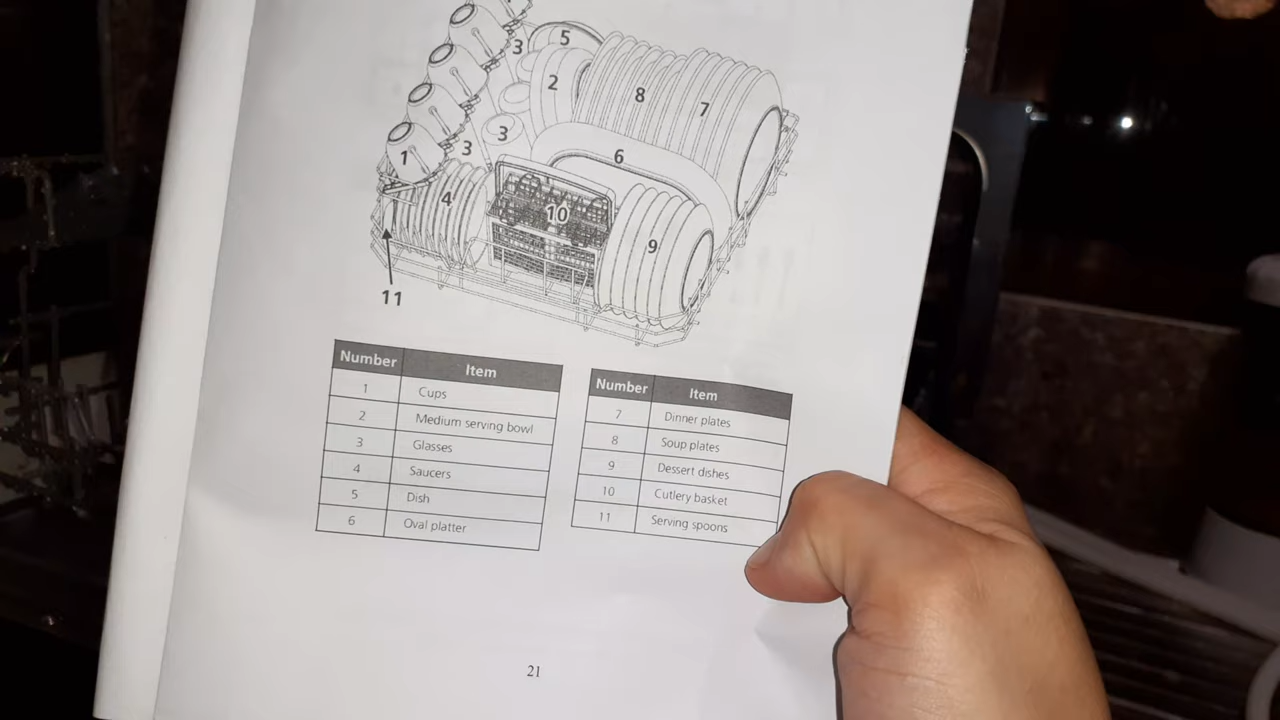 5
3
2
8
7
3
1
3
6
4
10
9
11
Number Item
1 Cups
2 Medium serving bowl
3 Glasses
4 Saucers
5 Dish
6 Oval platter
Number Item
7 Dinner plates
8 Soup plates
9 Dessert dishes
10 Cutlery basket
11 Serving spoons
21